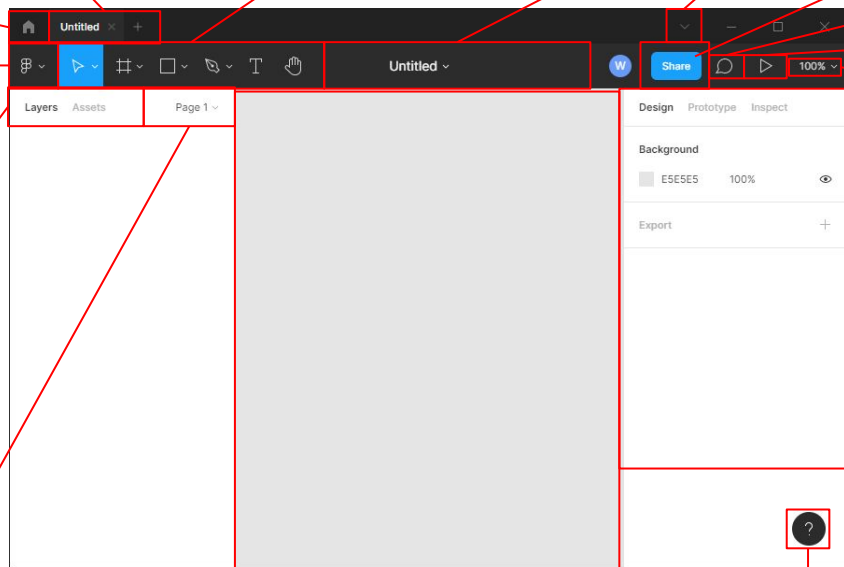 Untitled
Untitled
W
Share
100%
Layers Assets
Page 1
Design Prototype Inspect
Background
E5E5E5 100%
Export
?